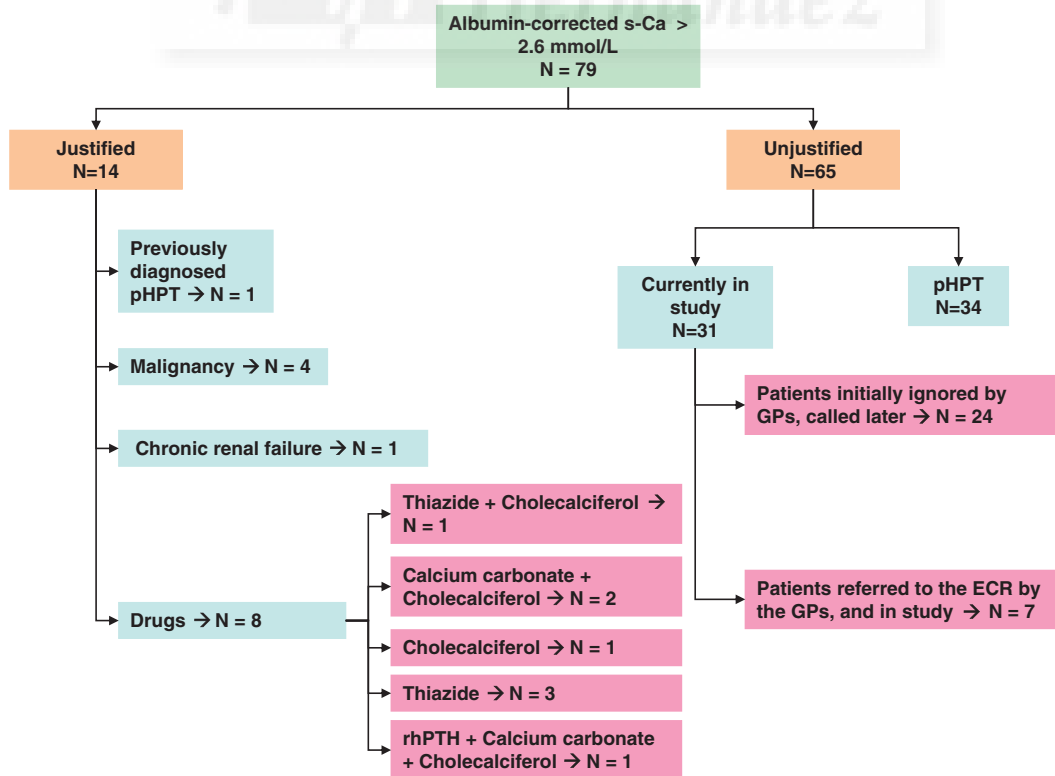 Albumin-corrected s-Ca >
2.6 mmol/L
N = 79
Justified
N=14
Unjustified
N=65
Previously
diagnosed
pHPT → N = 1
Malignancy → N = 4
Chronic renal failure → N = 1
Drugs → N = 8
Thiazide + Cholecalciferol →
N = 1
Calcium carbonate +
Cholecalciferol → N = 2
Cholecalciferol → N = 1
Thiazide → N = 3
rhPTH + Calcium carbonate
+ Cholecalciferol → N = 1
Currently in
study
N=31
pHPT
N=34
Patients initially ignored by
GPs, called later → N = 24
Patients referred to the ECR by
the GPs, and in study → N = 7